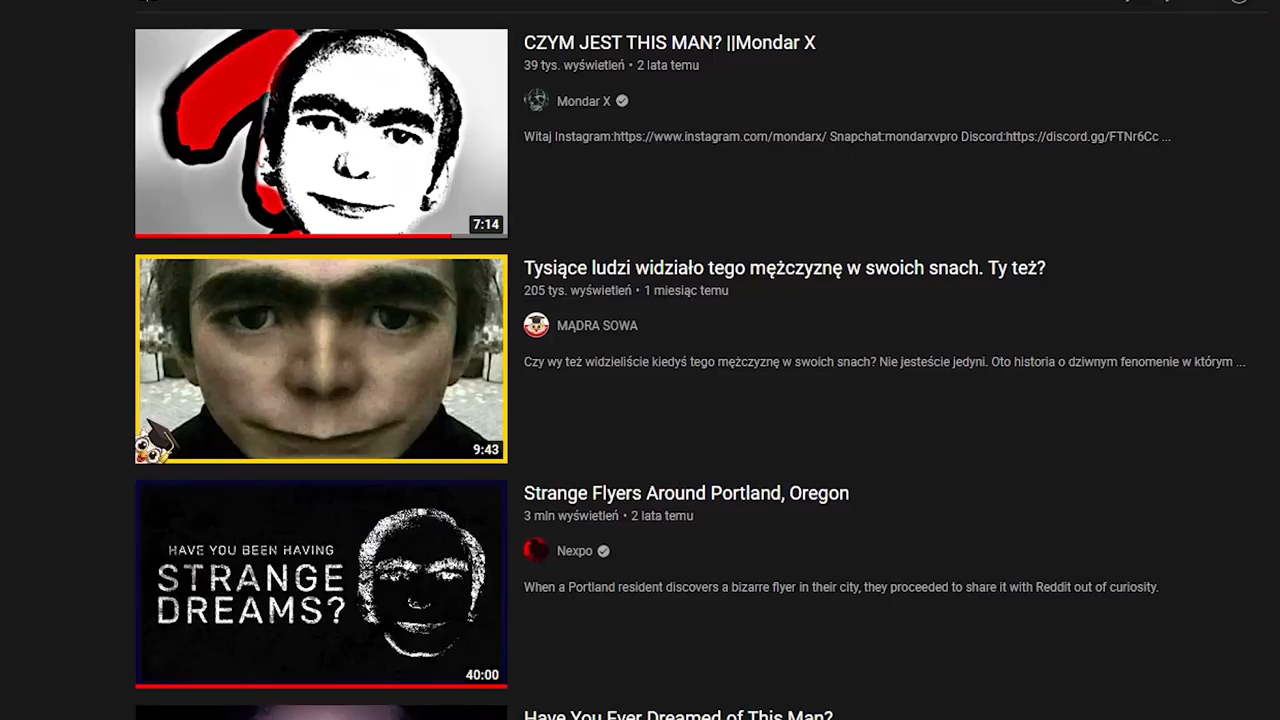 CZYM JEST THIS MAN? ||Mondar X
39 tys. wyświetleń • 2 lata temu
Mondar X
Witaj Instagram:https://www.instagram.com/mondarx/ Snapchat:mondarxvpro Discord:https://discord.gg/FTNr6Cc ...
7:14
Tysiące ludzi widziało tego mężczyznę w swoich snach. Ty też?
205 tys. wyświetleń • 1 miesiąc temu
MĄDRA SOWA
Czy wy też widzieliście kiedyś tego mężczyznę w swoich snach? Nie jesteście jedyni. Oto historia o dziwnym fenomenie w którym ...
9:43
Strange Flyers Around Portland, Oregon
3 mln wyświetleń • 2 lata temu
Nexpo
When a Portland resident discovers a bizarre flyer in their city, they proceeded to share it with Reddit out of curiosity.
HAVE YOU BEEN HAVING
STRANGE
DREAMS?
40:00
Have You Ever Dreamed of This Man?